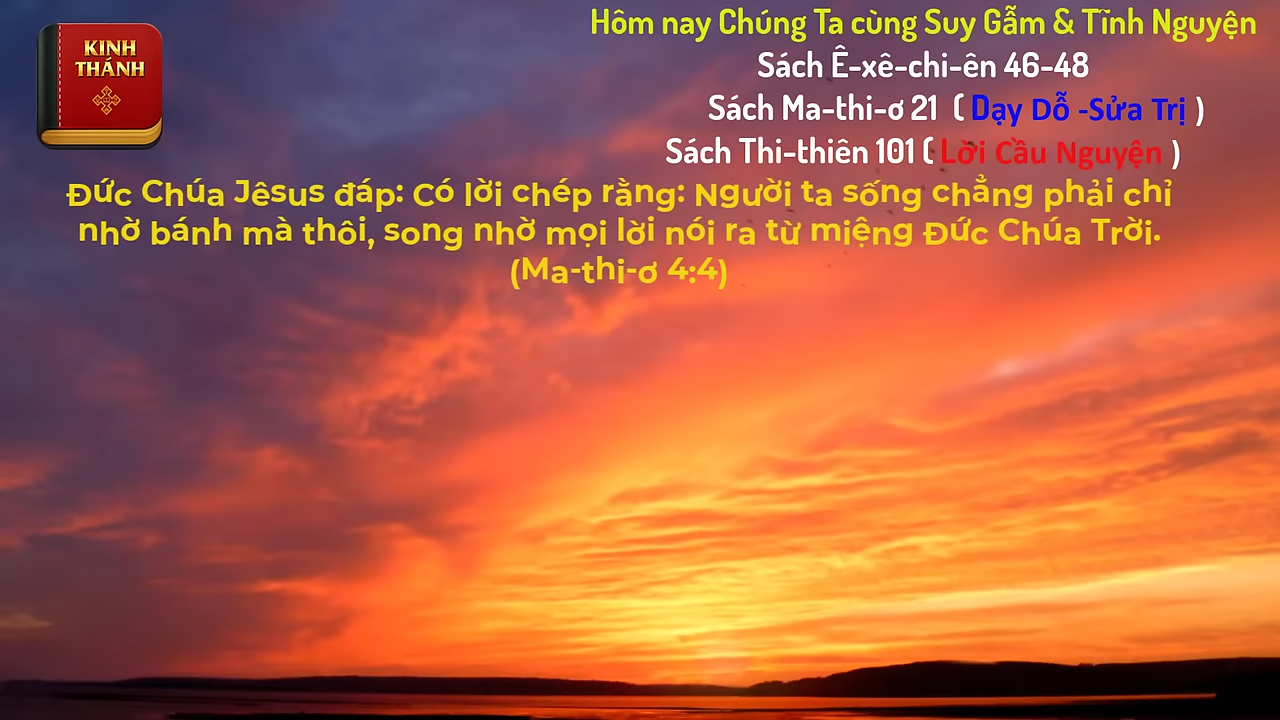 KINH
THÁNH
Hôm nay Chúng Ta cùng Suy Gẫm & Tĩnh Nguyện
Sách Ê-xê-chi-ên 46-48
Sách Ma-thi-ơ 21 ( Dạy Dỗ -Sửa Trị )
Sách Thi-thiên 101 ( Lời Cầu Nguyện )
Đức Chúa Jêsus đáp: Có lời chép rằng: Người ta sống chẳng phải chỉ
nhờ bánh mà thôi, song nhờ mọi lời nói ra từ miệng Đức Chúa Trời.
(Ma-thi-ơ 4:4)